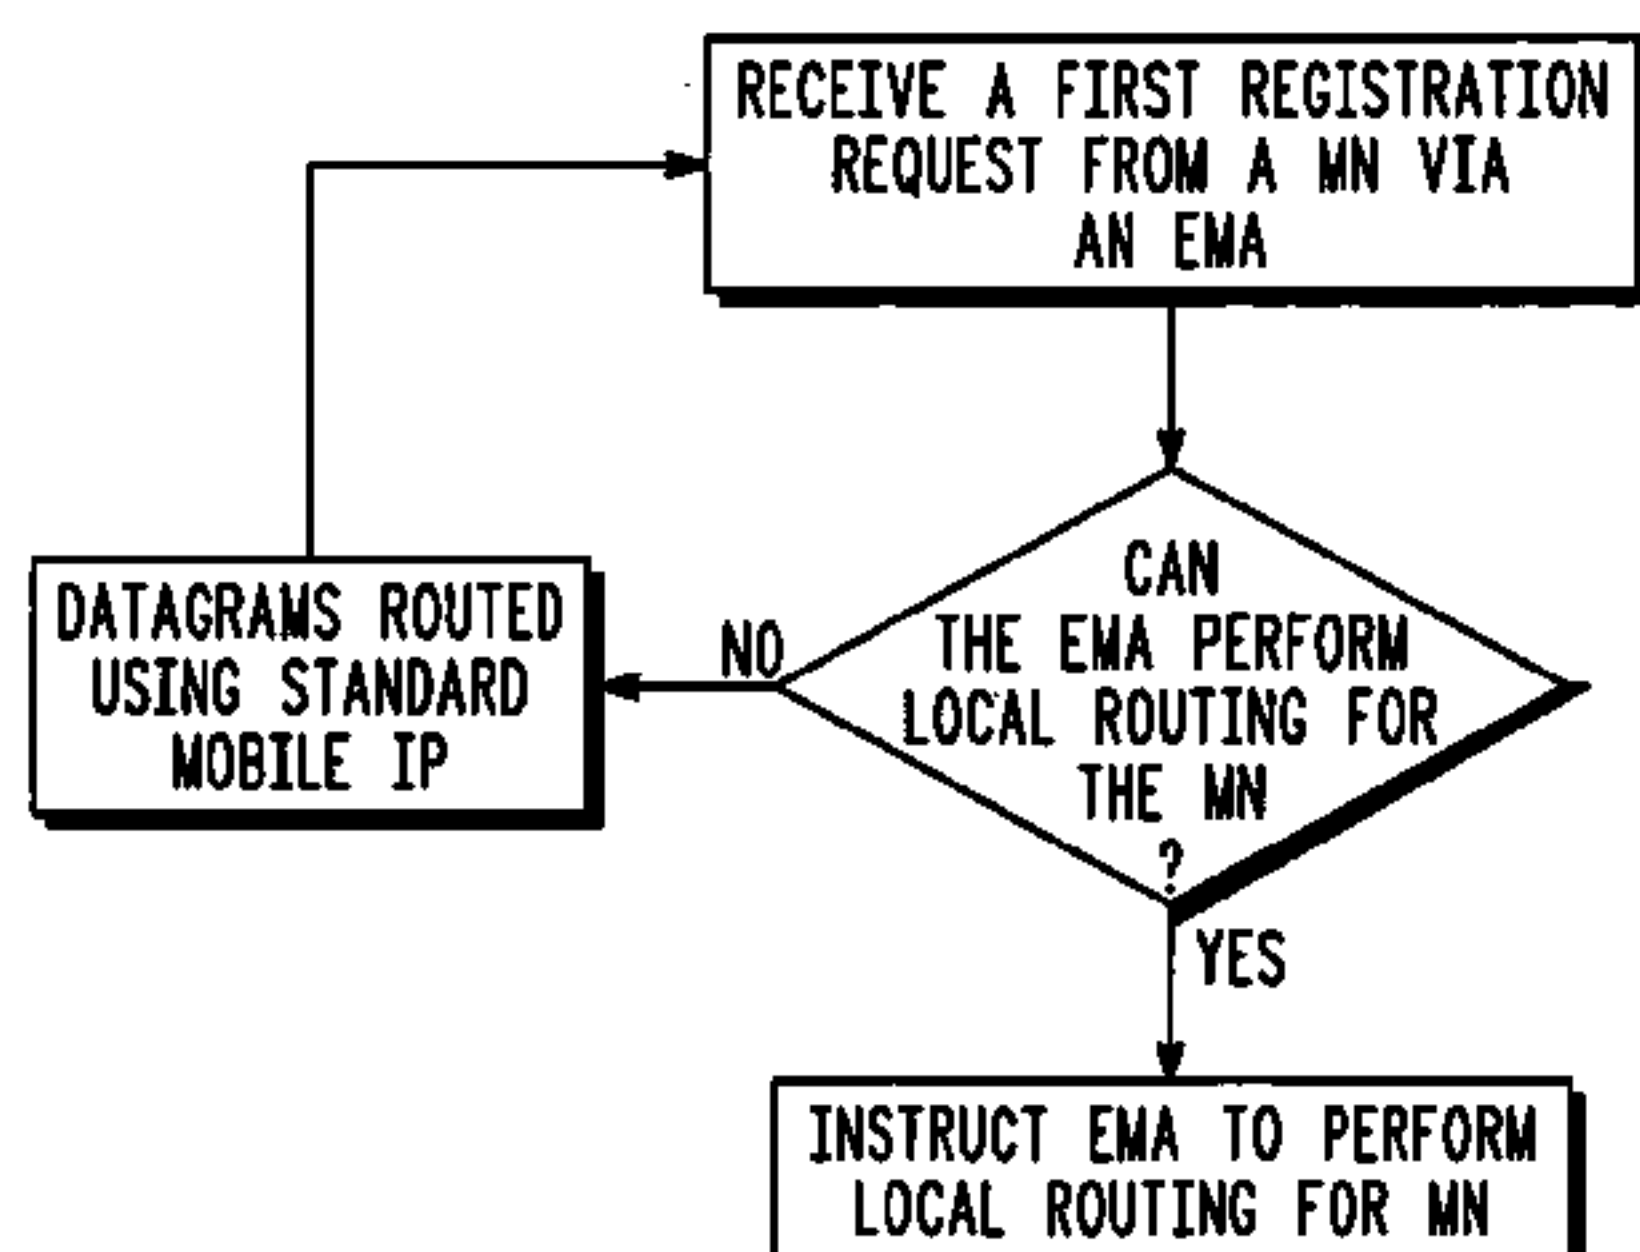 RECEIVE A FIRST REGISTRATION
REQUEST FROM A MN VIA
AN EMA
CAN
THE EMA PERFORM
LOCAL ROUTING FOR
THE MN
?
NO
DATAGRAMS ROUTED
USING STANDARD
MOBILE IP
YES
INSTRUCT EMA TO PERFORM
LOCAL ROUTING FOR MN